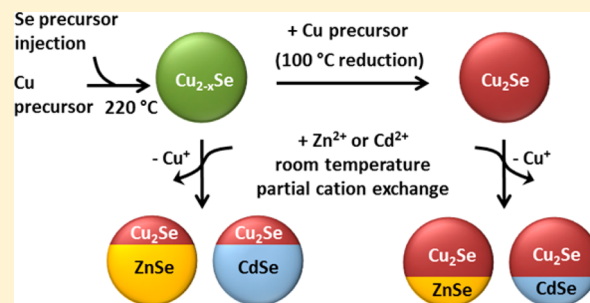 Se precursor
injection
Cu
precursor
220 °C
Cu₂₋ₓSe
+ Cu precursor
(100 °C reduction)
Cu₂Se
- Cu⁺
+ Zn²⁺ or Cd²⁺
room temperature
partial cation exchange
- Cu⁺
Cu₂Se
ZnSe
Cu₂Se
CdSe
Cu₂Se
ZnSe
Cu₂Se
CdSe